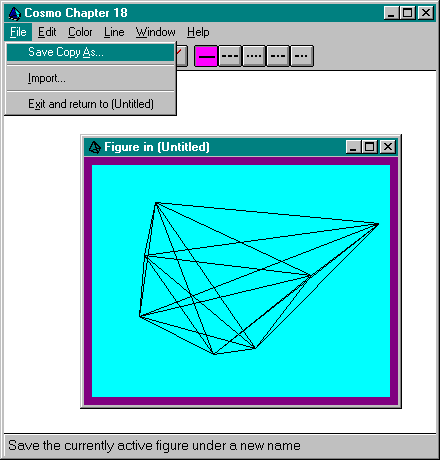 Cosmo Chapter 18
File Edit Color Line Window Help
Save Copy As...
Import...
Exit and return to (Untitled)
Figure in (Untitled)
Save the currently active figure under a new name